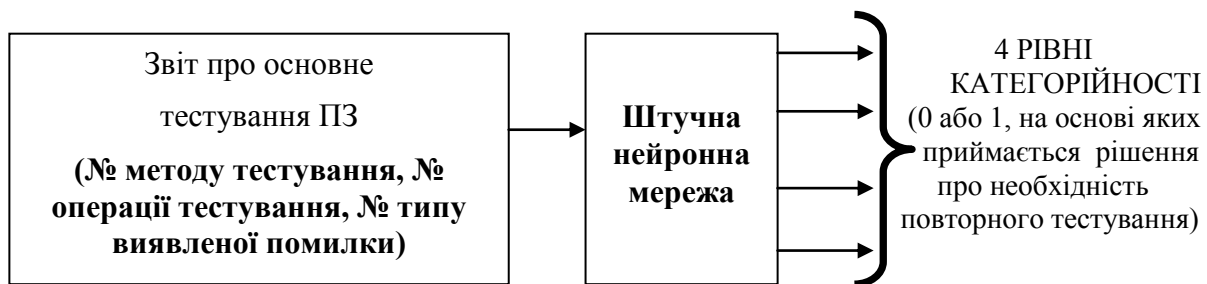 Звіт про основне
тестування ПЗ
(№ методу тестування, №
операції тестування, № типу
виявленої помилки)
Штучна
нейронна
мережа
4 РІВНІ
КАТЕГОРІЙНОСТІ
(0 або 1, на основі яких
приймається рішення
про необхідність
повторного тестування)